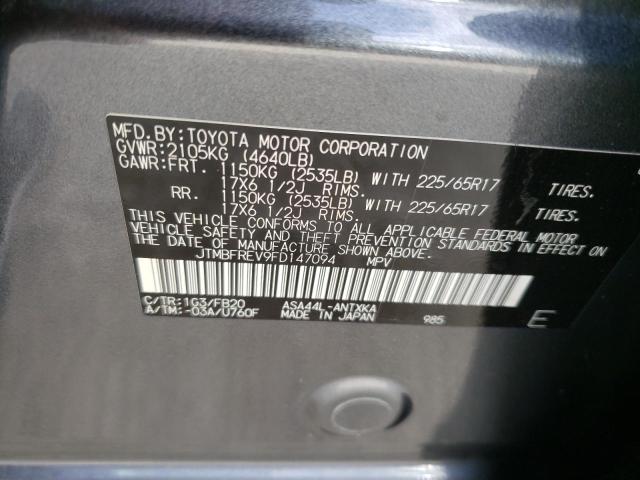 MFD.BY:TOYOTA MOTOR CORPORATION
GVWR:2105KG (4640LB)
GAWR:FRT. 1150KG (2535LB) WITH 225/65R17 TIRES.
17X6 1/2J RIMS.
RR. 1150KG (2535LB) WITH 225/65R17 TIRES.
17X6 1/2J RIMS.
THIS VEHICLE CONFORMS TO ALL APPLICABLE FEDERAL MOTOR
VEHICLE SAFETY AND THEFT PREVENTION STANDARDS IN EFFECT ON
THE DATE OF MANUFACTURE SHOWN ABOVE.
JTMBFREV9FD147094 MPV
C/TR:1G3/FB20 ASA44L-ANTXKA
A/TM:-03A/U760F MADE IN JAPAN 985 E